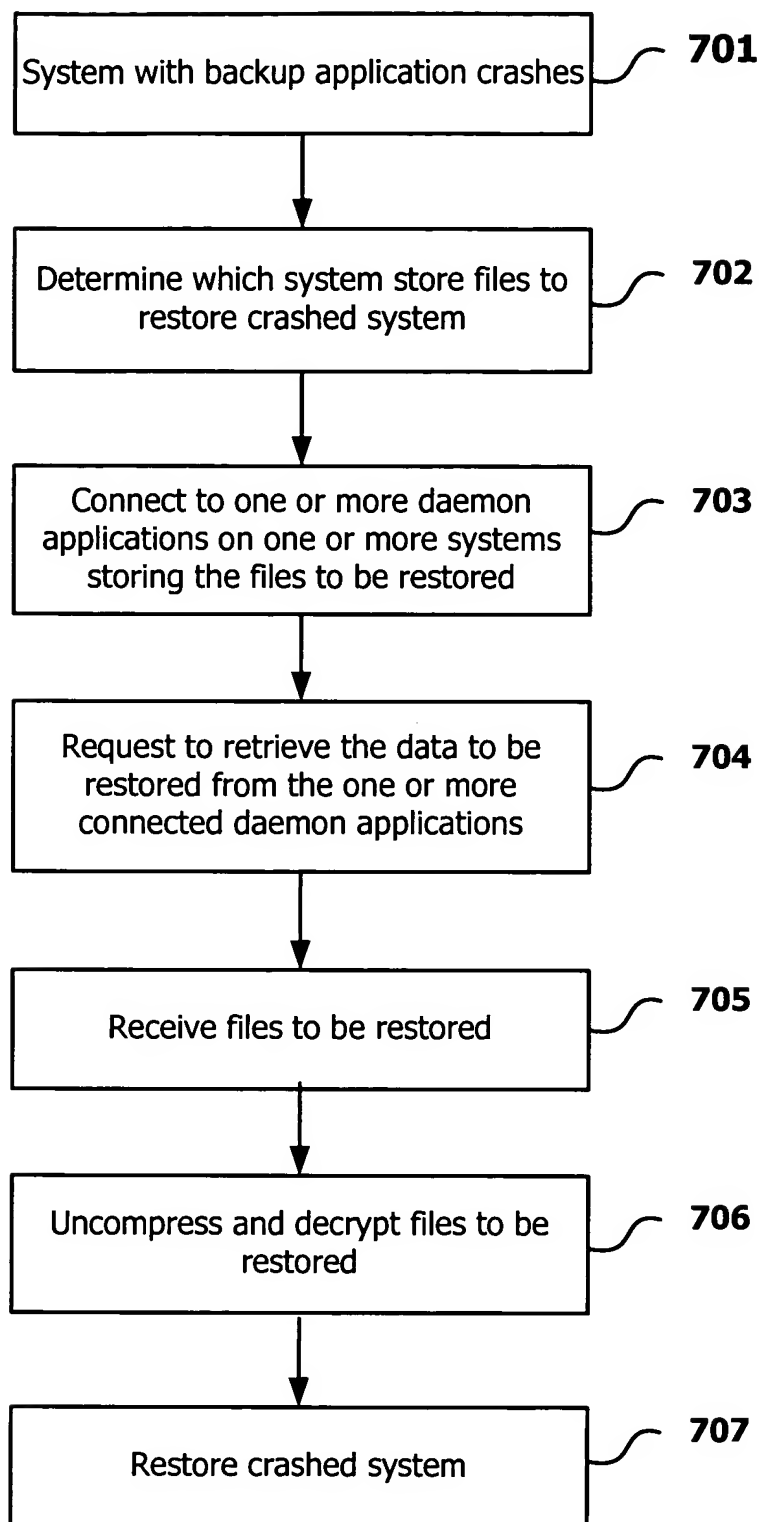 System with backup application crashes
701
Determine which system store files to
restore crashed system
702
Connect to one or more daemon
applications on one or more systems
storing the files to be restored
703
Request to retrieve the data to be
restored from the one or more
connected daemon applications
704
Receive files to be restored
705
Uncompress and decrypt files to be
restored
706
Restore crashed system
707